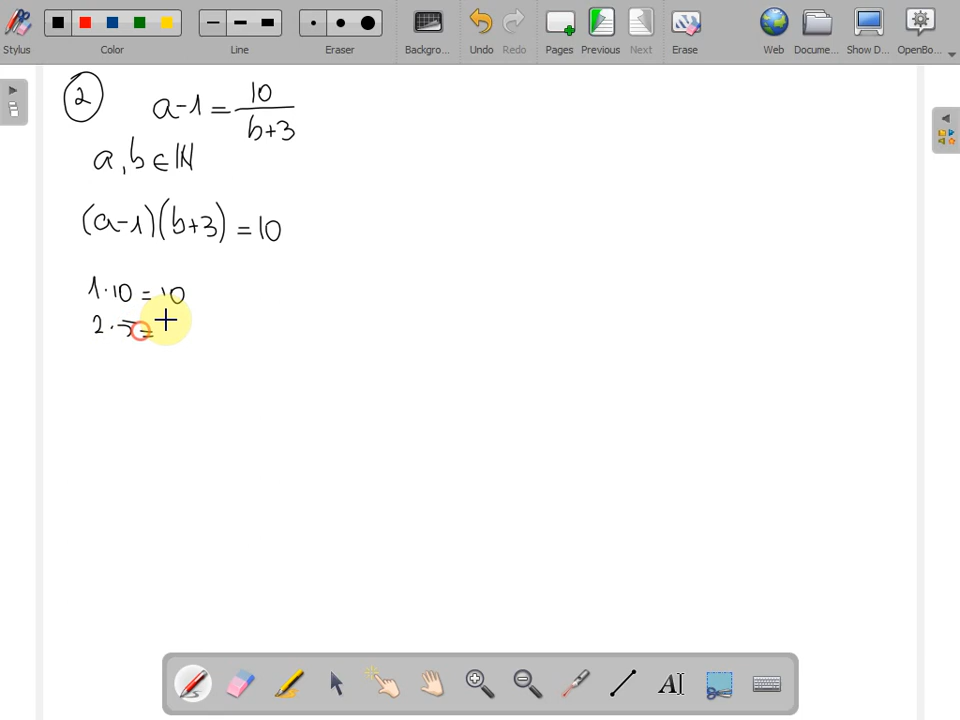 Stylus Color Line Eraser Backgro... Undo Redo Pages Previous Next Erase Web Docume... Show D... OpenBo...
2 a-1 = 10/(b+3)
a,b ∈ ℕ
(a-1)(b+3) = 10
1·10 = 10
2·5 =